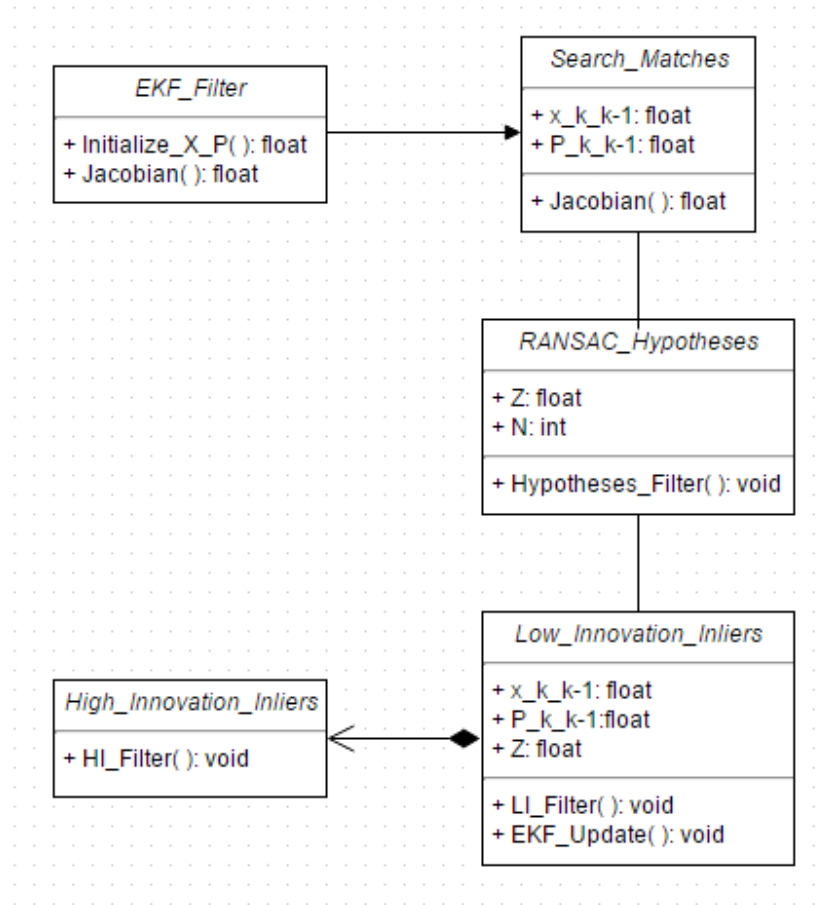 EKF_Filter
+ Initialize_X_P( ): float
+ Jacobian( ): float
Search_Matches
+ x_k_k-1: float
+ P_k_k-1: float
+ Jacobian( ): float
RANSAC_Hypotheses
+ Z: float
+ N: int
+ Hypotheses_Filter( ): void
Low_Innovation_Inliers
+ x_k_k-1: float
+ P_k_k-1:float
+ Z: float
+ LI_Filter( ): void
+ EKF_Update( ): void
High_Innovation_Inliers
+ HI_Filter( ): void